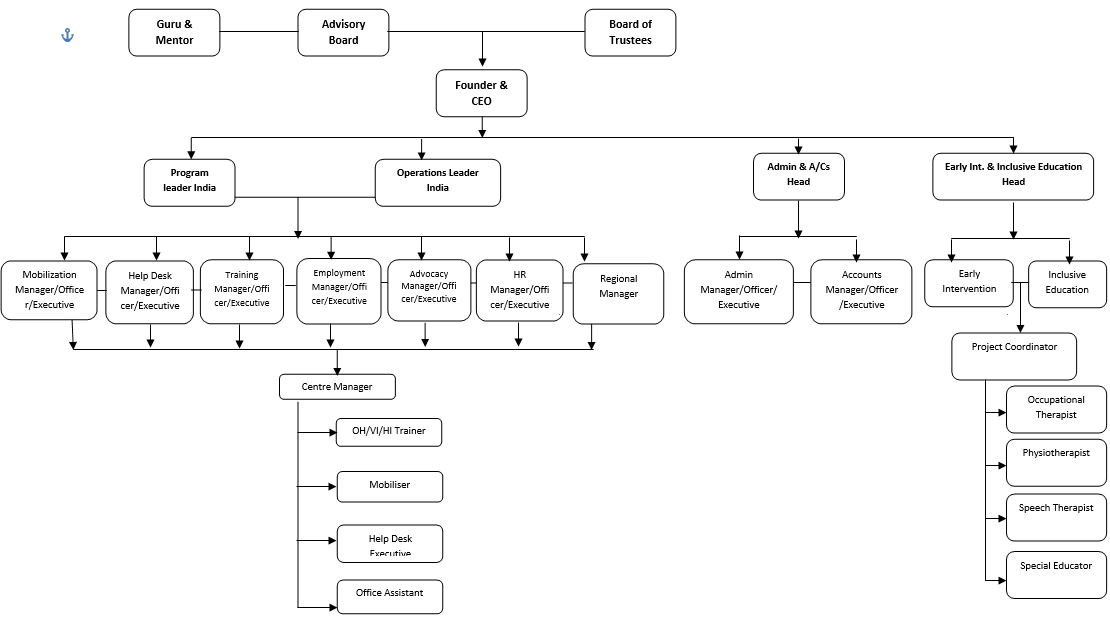 Guru &
Mentor
Advisory
Board
Board of
Trustees
Founder &
CEO
Program
leader India
Operations Leader
India
Admin & A/Cs
Head
Early Int. & Inclusive Education
Head
Mobilization
Manager/Office
r/Executive
Help Desk
Manager/Offi
cer/Executive
Training
Manager/Offi
cer/Executive
Employment
Manager/Offi
cer/Executive
Advocacy
Manager/Offi
cer/Executive
HR
Manager/Offi
cer/Executive
Regional
Manager
Admin
Manager/Officer/
Executive
Accounts
Manager/Officer
/Executive
Early
Intervention
Inclusive
Education
Project Coordinator
Centre Manager
Occupational
Therapist
OH/VI/HI Trainer
Physiotherapist
Mobiliser
Speech Therapist
Help Desk
Executive
Special Educator
Office Assistant